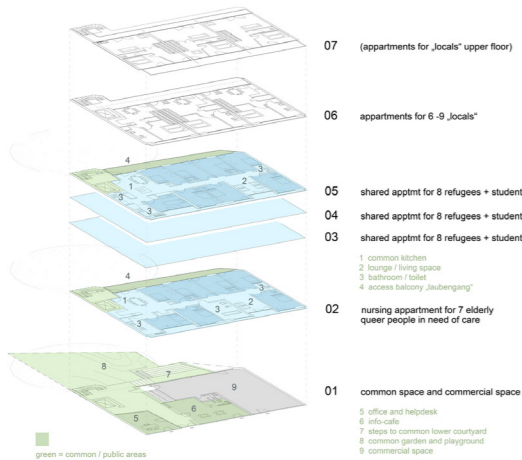 07 (appartments for „locals“ upper floor)
06 appartments for 6 -9 „locals“
4
1
3
2
3
3
05 shared apptmt for 8 refugees + student
04 shared apptmt for 8 refugees + student
03 shared apptmt for 8 refugees + student
1 common kitchen
2 lounge / living space
3 bathroom / toilet
4 access balcony „laubengang“
4
1
3
2
3
3
3
02 nursing appartment for 7 elderly
queer people in need of care
8
7
9
6
5
01 common space and commercial space
5 office and helpdesk
6 info-cafe
7 steps to common lower courtyard
8 common garden and playground
9 commercial space
green = common / public areas